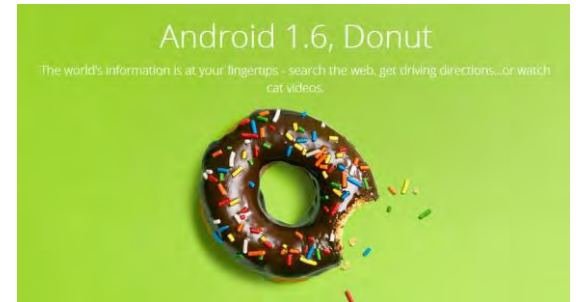 Android 1.6, Donut
The world's information is at your fingertips - search the web, get driving directions...or watch
cat videos.